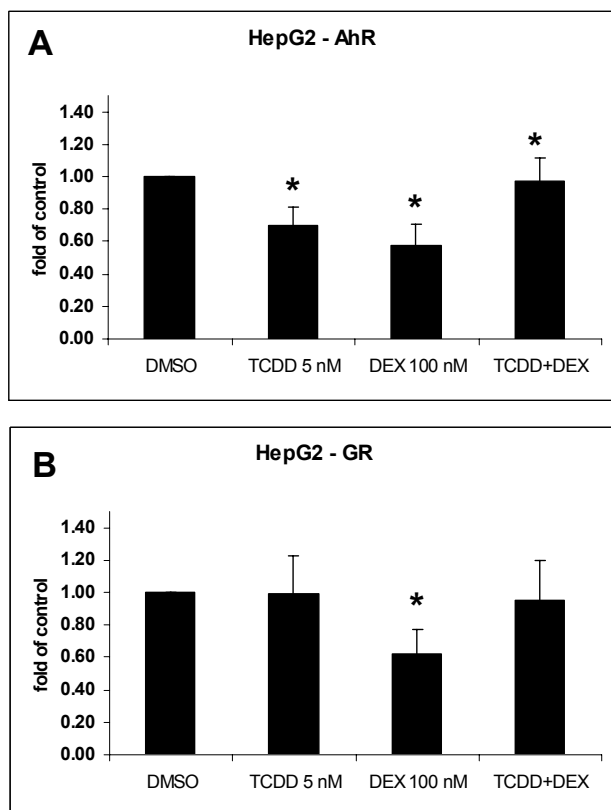 A
HepG2 - AhR
fold of control
1.40
1.20
1.00
0.80
0.60
0.40
0.20
0.00
*
*
*
DMSO
TCDD 5 nM
DEX 100 nM
TCDD+DEX
B
HepG2 - GR
fold of control
1.40
1.20
1.00
0.80
0.60
0.40
0.20
0.00
*
DMSO
TCDD 5 nM
DEX 100 nM
TCDD+DEX